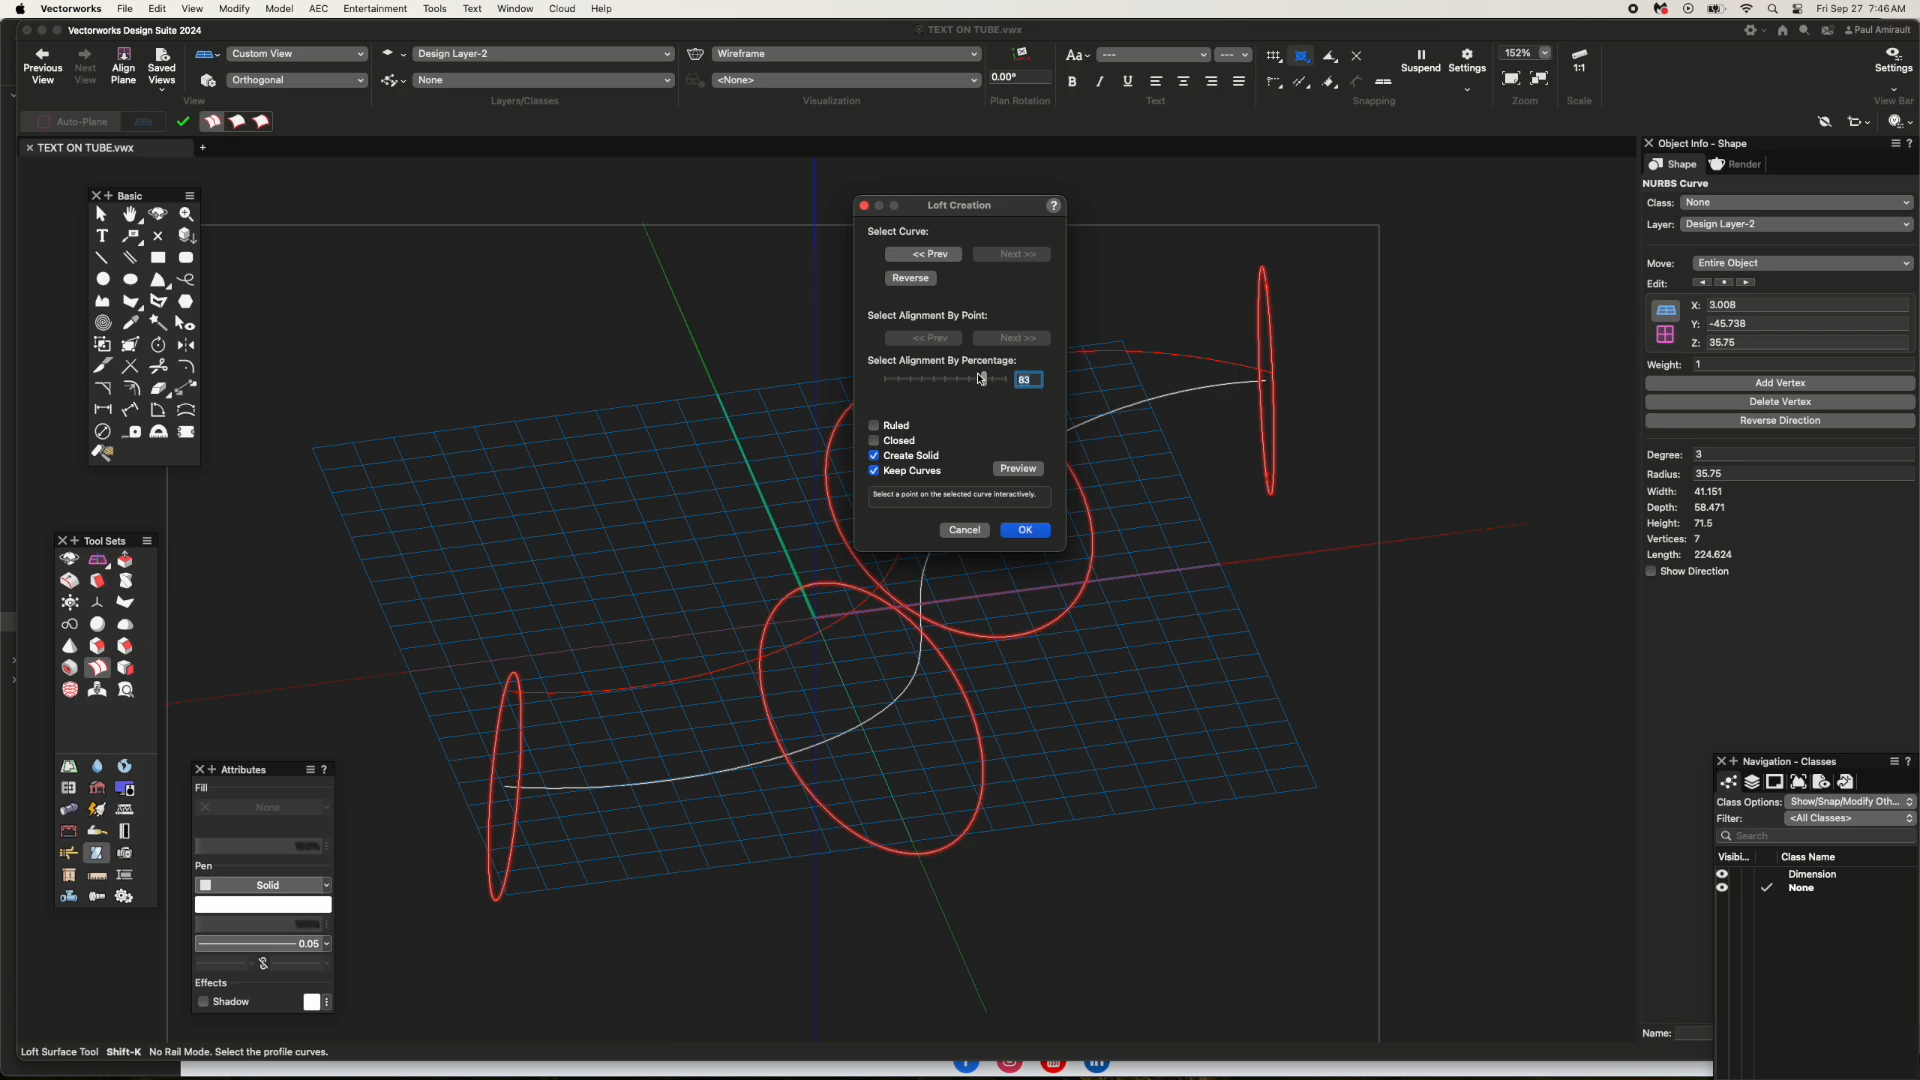 Vectorworks File Edit View Modify Model AEC Entertainment Tools Text Window Cloud Help
Fri Sep 27 7:46 AM
Vectorworks Design Suite 2024
TEXT ON TUBE.vwx
Paul Amirault
Previous View
Next View
Align Plane
Saved Views
Custom View
Orthogonal
View
Design Layer-2
None
Layers/Classes
Wireframe
<None>
Visualization
0.00°
Plan Rotation
Aa
---
---
B I U
Text
Snapping
Suspend
Settings
152%
Zoom
1:1
Scale
Settings
View Bar
Auto-Plane
TEXT ON TUBE.vwx
+
Basic
Tool Sets
Attributes
?
Fill
None
100%
Pen
Solid
100%
0.05
Effects
Shadow
Loft Creation
?
Select Curve:
<< Prev
Next >>
Reverse
Select Alignment By Point:
<< Prev
Next >>
Select Alignment By Percentage:
83
Ruled
Closed
Create Solid
Keep Curves
Preview
Select a point on the selected curve interactively.
Cancel
OK
Object Info - Shape
?
Shape
Render
NURBS Curve
Class: None
Layer: Design Layer-2
Move: Entire Object
Edit:
X: 3.008
Y: -45.738
Z: 35.75
Weight: 1
Add Vertex
Delete Vertex
Reverse Direction
Degree: 3
Radius: 35.75
Width: 41.151
Depth: 58.471
Height: 71.5
Vertices: 7
Length: 224.624
Show Direction
Navigation - Classes
?
Class Options: Show/Snap/Modify Oth...
Filter: <All Classes>
Search
Visibi... Class Name
Dimension
None
Name:
Loft Surface Tool Shift-K No Rail Mode. Select the profile curves.